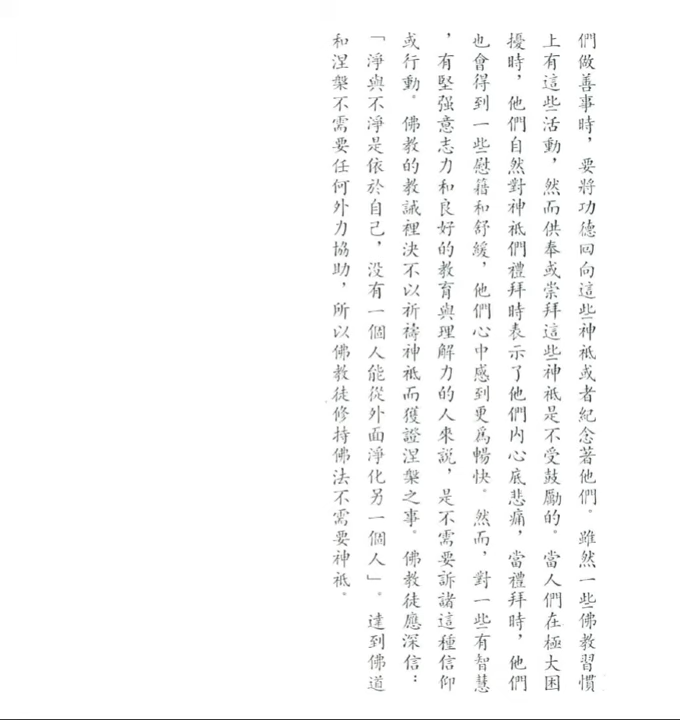 們做善事時，要將功德回向這些神祇或者紀念著他們。雖然一些佛教習慣
上有這些活動，然而供奉或崇拜這些神祇是不受鼓勵的。當人們在極大困
擾時，他們自然對神祇們禮拜時表示了他們內心底悲痛，當禮拜時，他們
也會得到一些慰藉和舒緩，他們心中感到更爲暢快。然而，對一些有智慧
，有堅强意志力和良好的教育與理解力的人來説，是不需要訴諸這種信仰
或行動。佛教的教誡裡決不以祈禱神祇而獲證涅槃之事。佛教徒應深信：
「淨與不淨是依於自己，没有一個人能從外面淨化另一個人」。達到佛道
和涅槃不需要任何外力協助，所以佛教徒修持佛法不需要神祇。